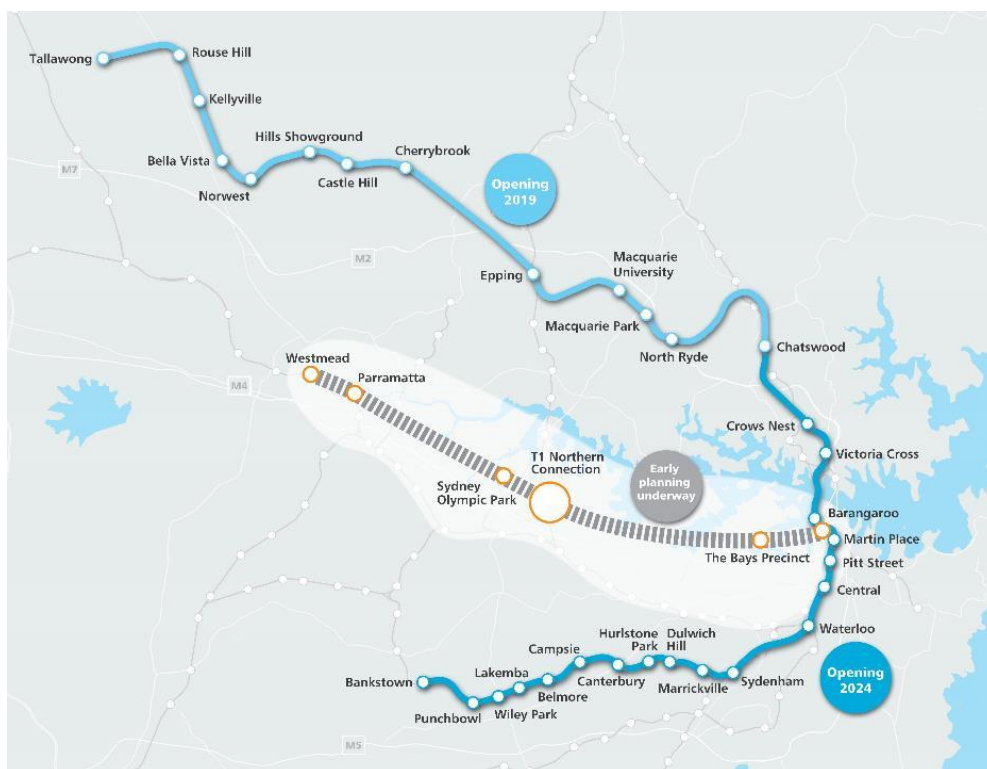 Tallawong
Rouse Hill
Kellyville
Bella Vista
Norwest
Hills Showground
Castle Hill
Cherrybrook
Opening
2019
M7
M2
Epping
Macquarie
University
Macquarie Park
North Ryde
Chatswood
Westmead
Parramatta
M4
Crows Nest
Victoria Cross
T1 Northern
Connection
Sydney
Olympic Park
Early
planning
underway
Barangaroo
Martin Place
The Bays Precinct
Pitt Street
Central
Waterloo
Bankstown
Punchbowl
Lakemba
Wiley Park
Belmore
Campsie
Canterbury
Hurlstone
Park
Dulwich
Hill
Marrickville
Sydenham
Opening
2024
M5